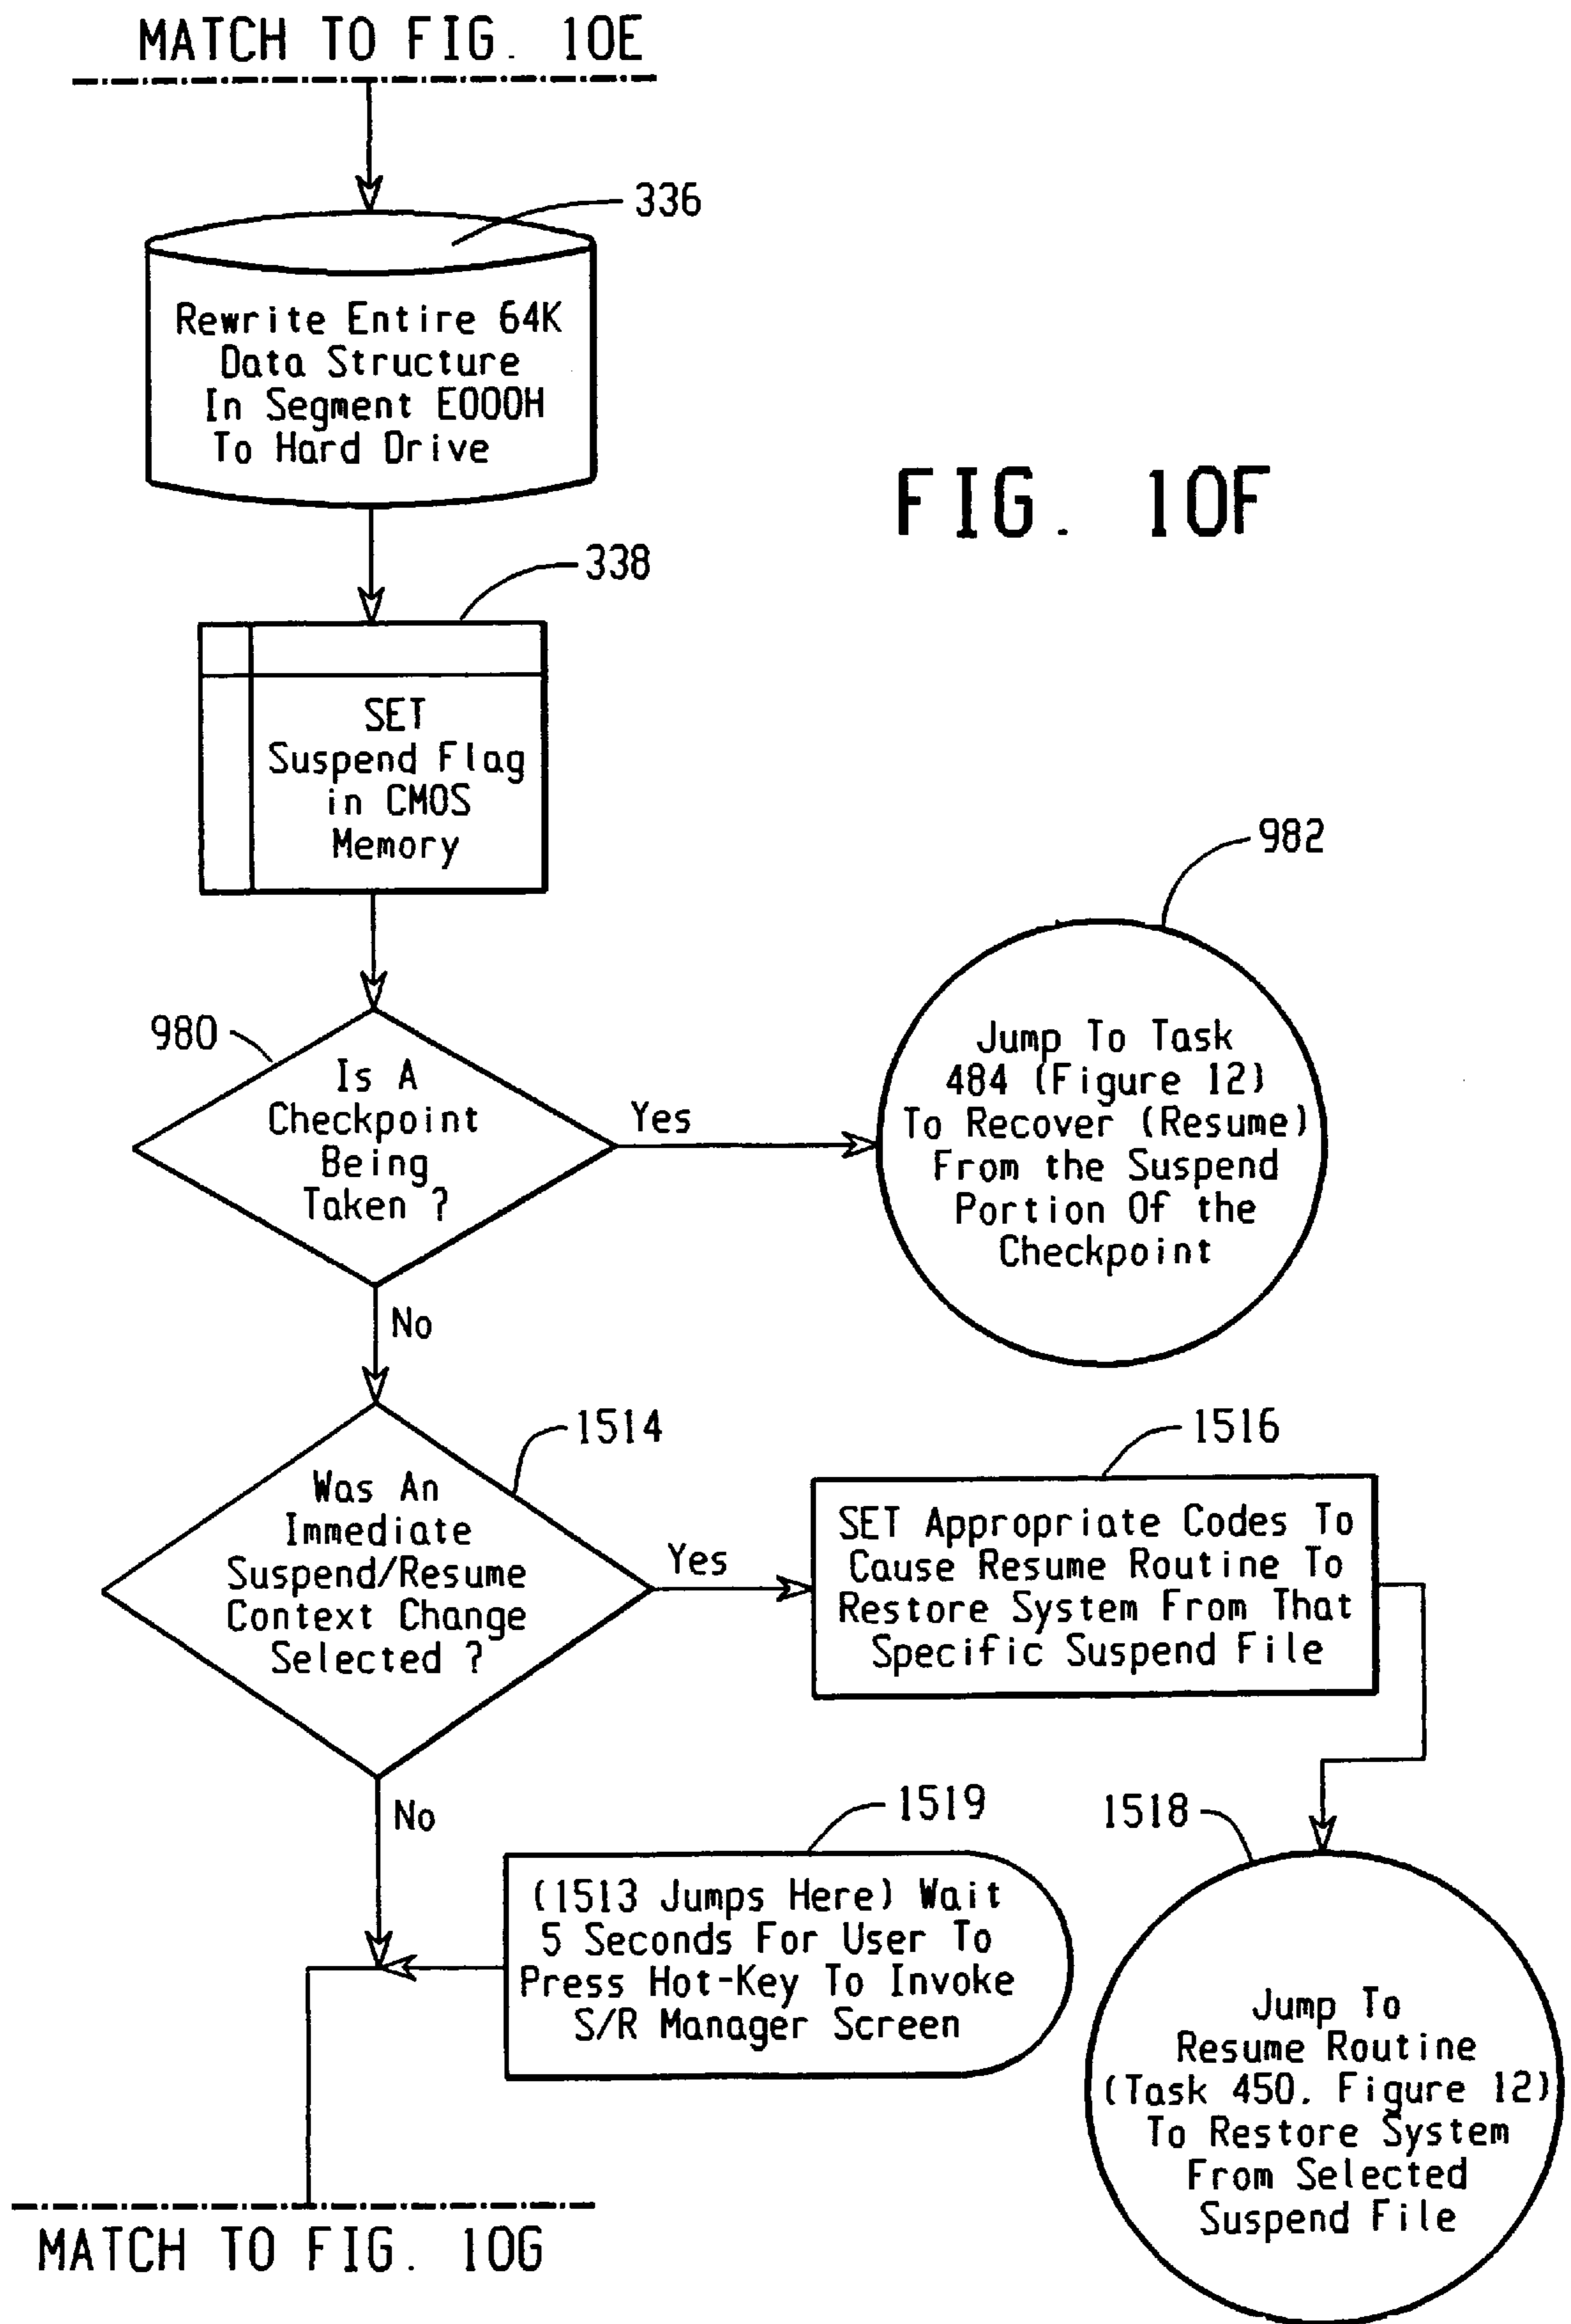 MATCH TO FIG. 10E
336
Rewrite Entire 64K
Data Structure
In Segment E000H
To Hard Drive
FIG. 10F
338
SET
Suspend Flag
in CMOS
Memory
982
980
Is A
Checkpoint
Being
Taken ?
Yes
Jump To Task
484 (Figure 12)
To Recover (Resume)
From the Suspend
Portion Of the
Checkpoint
No
1514
Was An
Immediate
Suspend/Resume
Context Change
Selected ?
Yes
1516
SET Appropriate Codes To
Cause Resume Routine To
Restore System From That
Specific Suspend File
No
1519
(1513 Jumps Here) Wait
5 Seconds For User To
Press Hot-Key To Invoke
S/R Manager Screen
1518
Jump To
Resume Routine
(Task 450, Figure 12)
To Restore System
From Selected
Suspend File
MATCH TO FIG. 10G